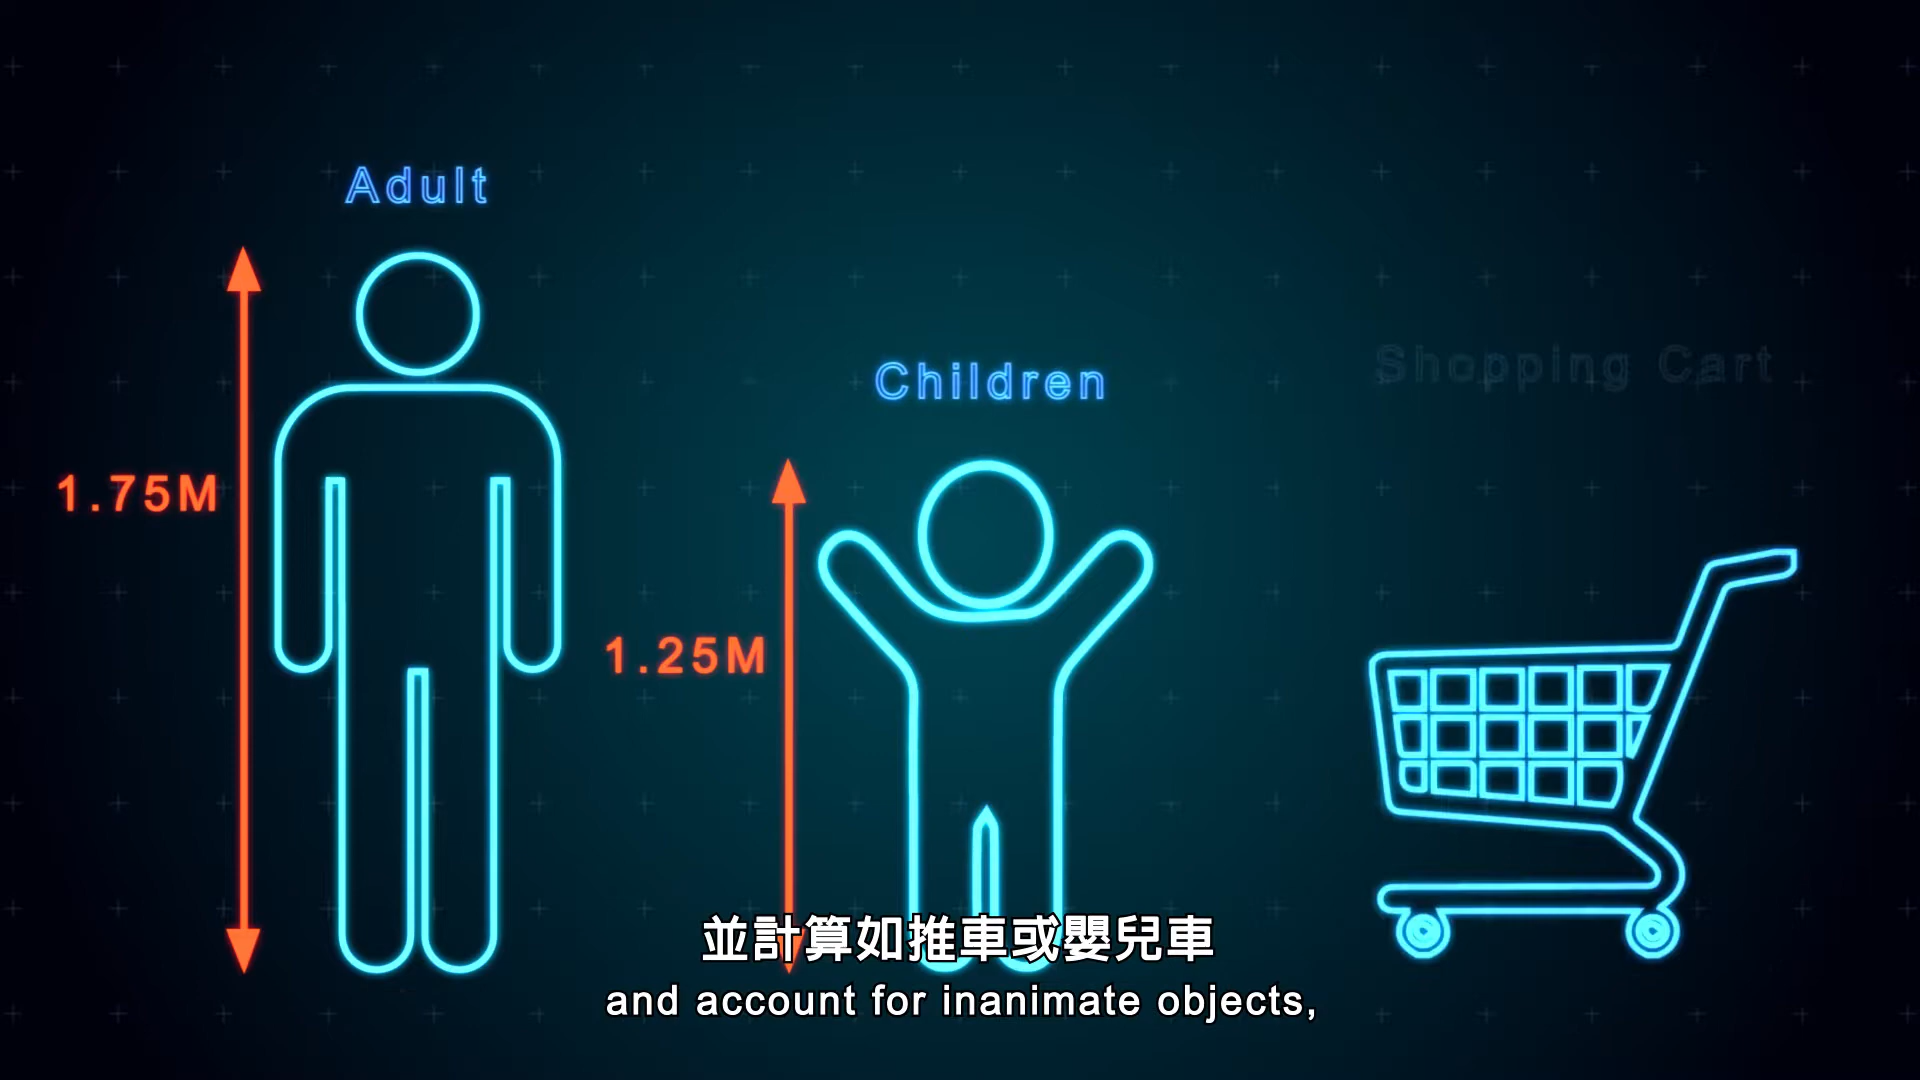 Adult
Children
Shopping Cart
1.75M
1.25M
並計算如推車或嬰兒車
and account for inanimate objects,